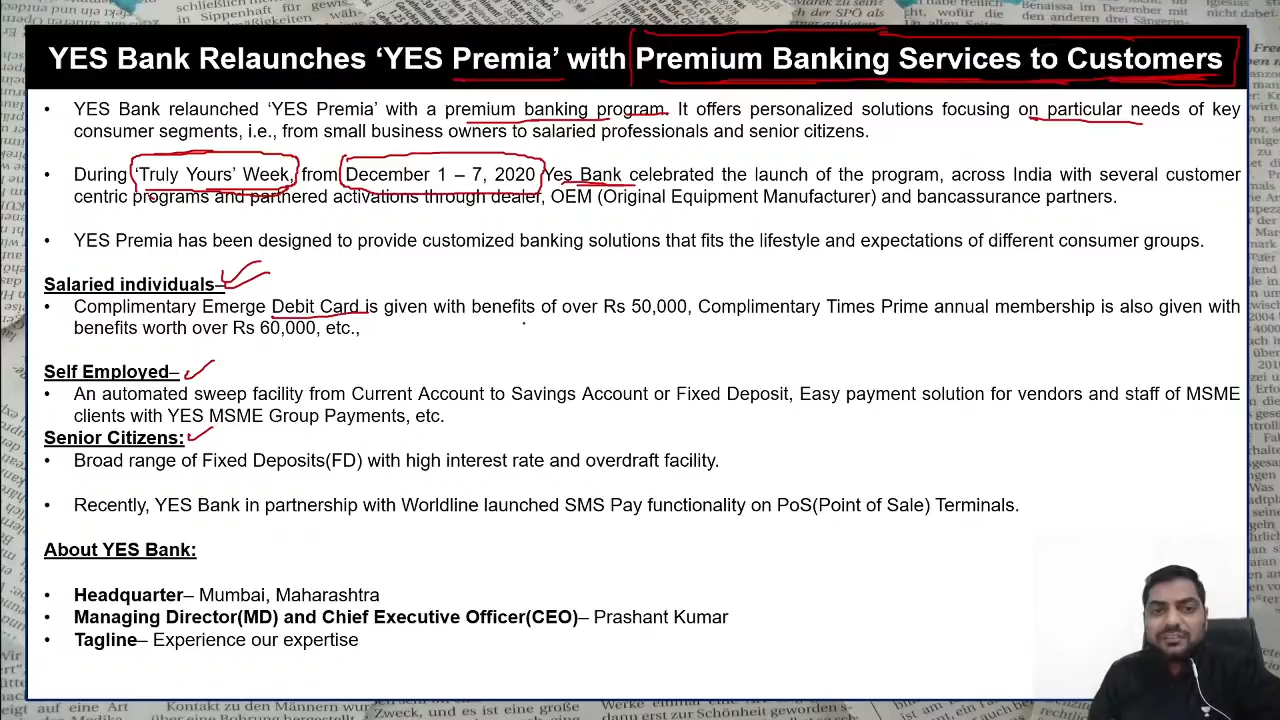 YES Bank Relaunches ‘YES Premia’ with Premium Banking Services to Customers
• YES Bank relaunched ‘YES Premia’ with a premium banking program. It offers personalized solutions focusing on particular needs of key
consumer segments, i.e., from small business owners to salaried professionals and senior citizens.
• During ‘Truly Yours’ Week, from December 1 – 7, 2020 Yes Bank celebrated the launch of the program, across India with several customer
centric programs and partnered activations through dealer, OEM (Original Equipment Manufacturer) and bancassurance partners.
• YES Premia has been designed to provide customized banking solutions that fits the lifestyle and expectations of different consumer groups.
Salaried individuals–
• Complimentary Emerge Debit Card is given with benefits of over Rs 50,000, Complimentary Times Prime annual membership is also given with
benefits worth over Rs 60,000, etc.,
Self Employed–
• An automated sweep facility from Current Account to Savings Account or Fixed Deposit, Easy payment solution for vendors and staff of MSME
clients with YES MSME Group Payments, etc.
Senior Citizens:
• Broad range of Fixed Deposits(FD) with high interest rate and overdraft facility.
• Recently, YES Bank in partnership with Worldline launched SMS Pay functionality on PoS(Point of Sale) Terminals.
About YES Bank:
• Headquarter– Mumbai, Maharashtra
• Managing Director(MD) and Chief Executive Officer(CEO)– Prashant Kumar
• Tagline– Experience our expertise